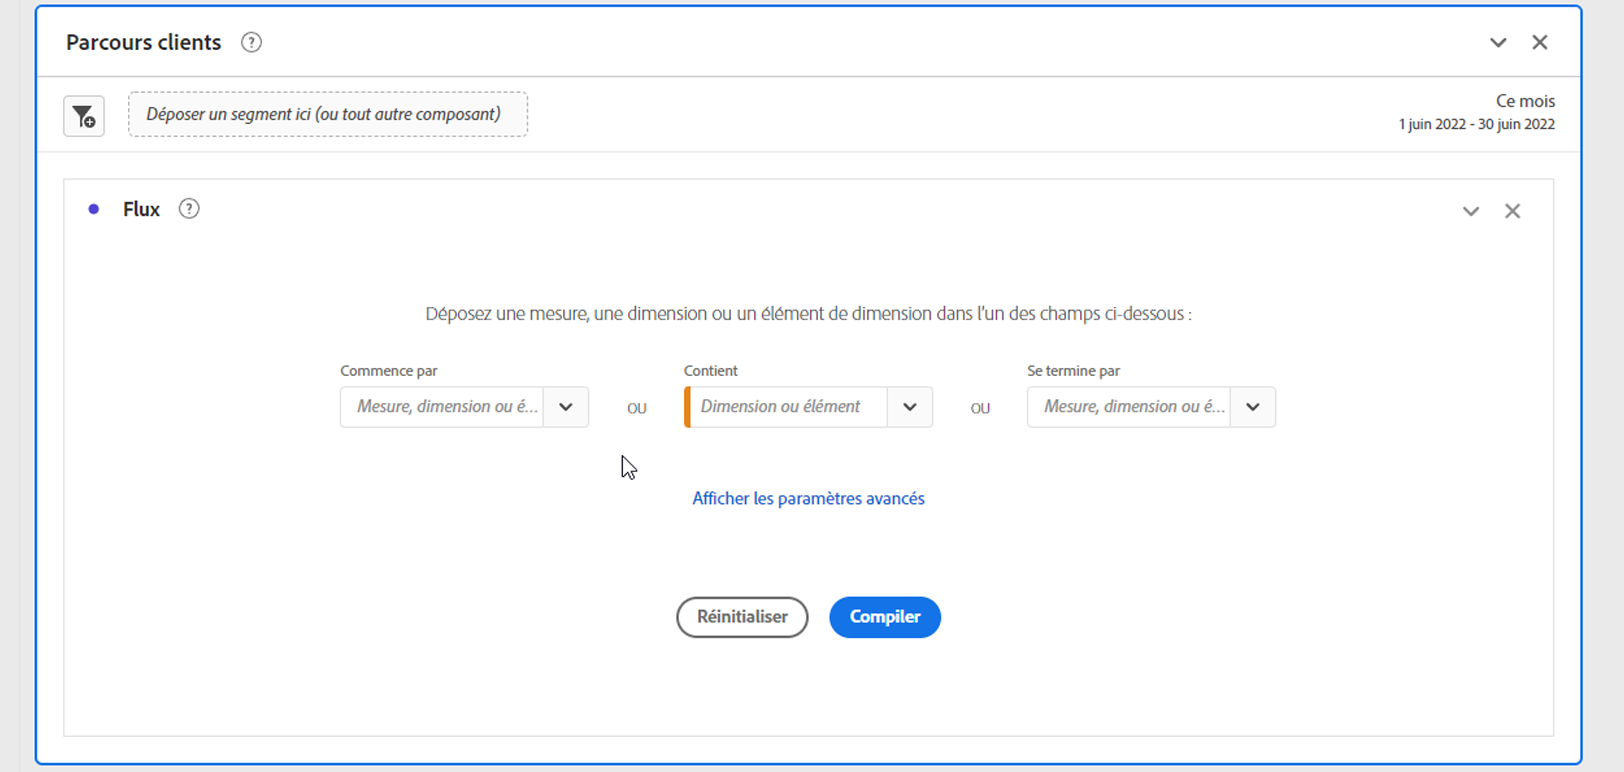 Parcours clients
Déposer un segment ici (ou tout autre composant)
Ce mois
1 juin 2022 - 30 juin 2022
Flux
Déposez une mesure, une dimension ou un élément de dimension dans l'un des champs ci-dessous :
Commence par
Contient
Se termine par
Mesure, dimension ou é...
OU
Dimension ou élément
OU
Mesure, dimension ou é...
Afficher les paramètres avancés
Réinitialiser
Compiler